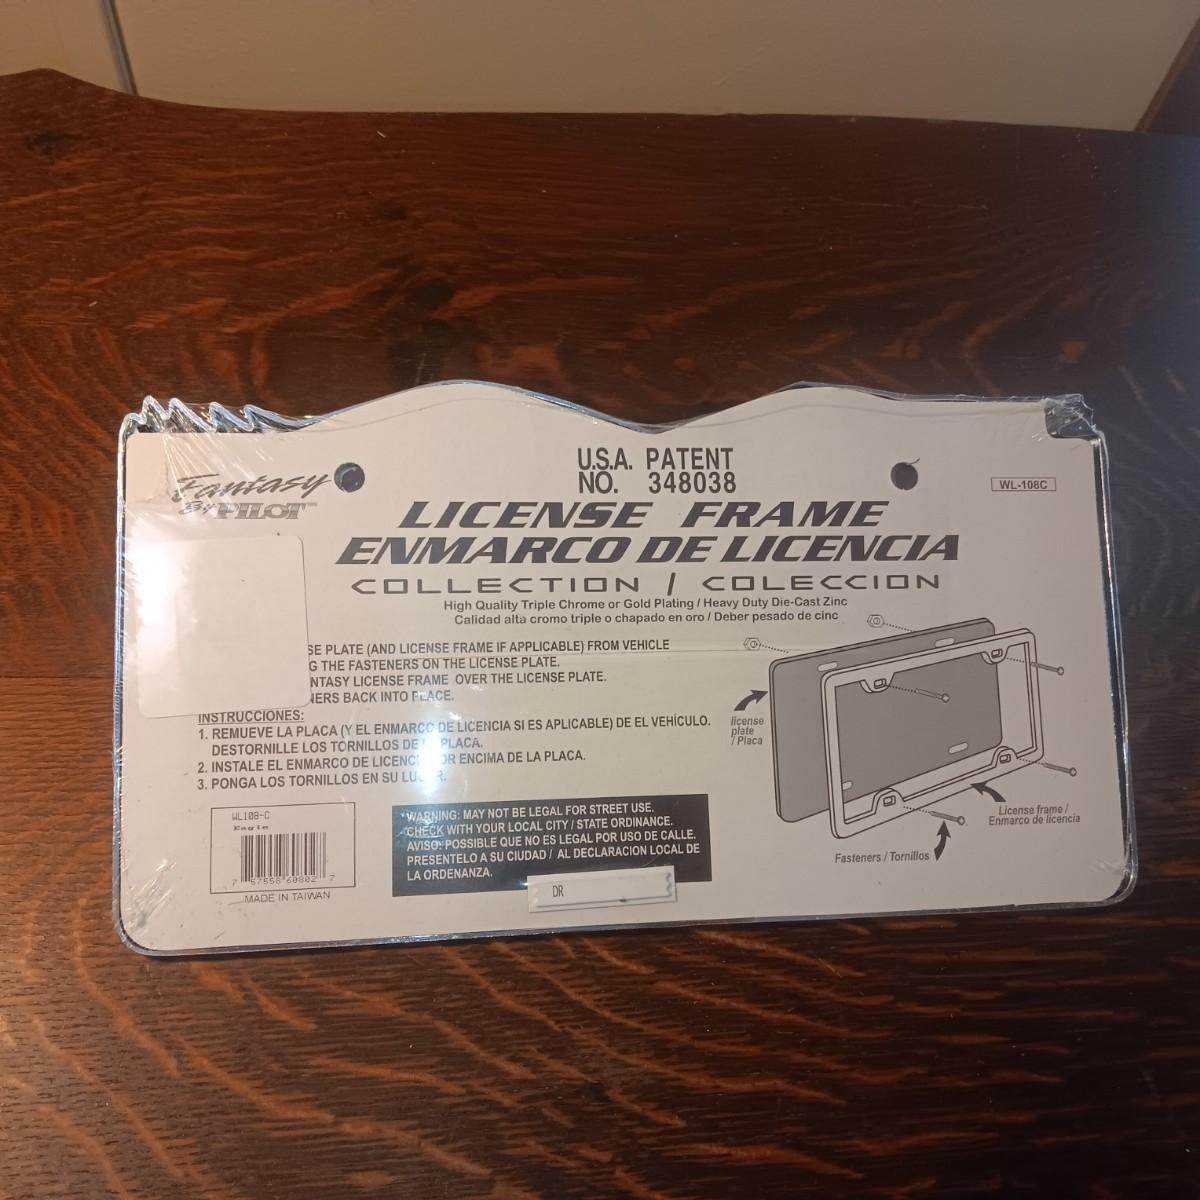 Fantasy
By PILOT™
U.S.A. PATENT
NO. 348038
WL-108C
LICENSE FRAME
ENMARCO DE LICENCIA
COLLECTION / COLECCION
High Quality Triple Chrome or Gold Plating / Heavy Duty Die-Cast Zinc
Calidad alta cromo triple o chapado en oro / Deber pesado de cinc
PLATE (AND LICENSE FRAME IF APPLICABLE) FROM VEHICLE
THE FASTENERS ON THE LICENSE PLATE.
LICENSE FRAME OVER THE LICENSE PLATE.
BACK INTO PLACE.
INSTRUCCIONES:
1. REMUEVE LA PLACA (Y EL ENMARCO DE LICENCIA SI ES APLICABLE) DE EL VEHÍCULO.
DESTORNILLE LOS TORNILLOS DE PLACA.
2. INSTALE EL ENMARCO DE ENCIMA DE LA PLACA.
3. PONGA LOS TORNILLOS EN SU
license
plate
/ Placa
License frame /
Enmarco de licencia
Fasteners / Tornillos
WL108-C
Eagle
7 57558 60802 7
MADE IN TAIWAN
WARNING: MAY NOT BE LEGAL FOR STREET USE.
CHECK WITH YOUR LOCAL CITY / STATE ORDINANCE.
AVISO: POSSIBLE QUE NO ES LEGAL POR USO DE CALLE.
PRESENTELO A SU CIUDAD / AL DECLARACION LOCAL DE
LA ORDENANZA.
DR